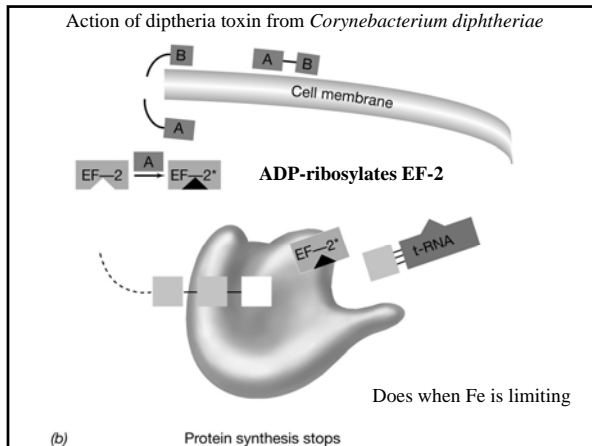 Action of diptheria toxin from Corynebacterium diphtheriae
B
A B
Cell membrane
A
A
EF—2 EF—2*
ADP-ribosylates EF-2
EF—2*
t-RNA
Does when Fe is limiting
(b) Protein synthesis stops